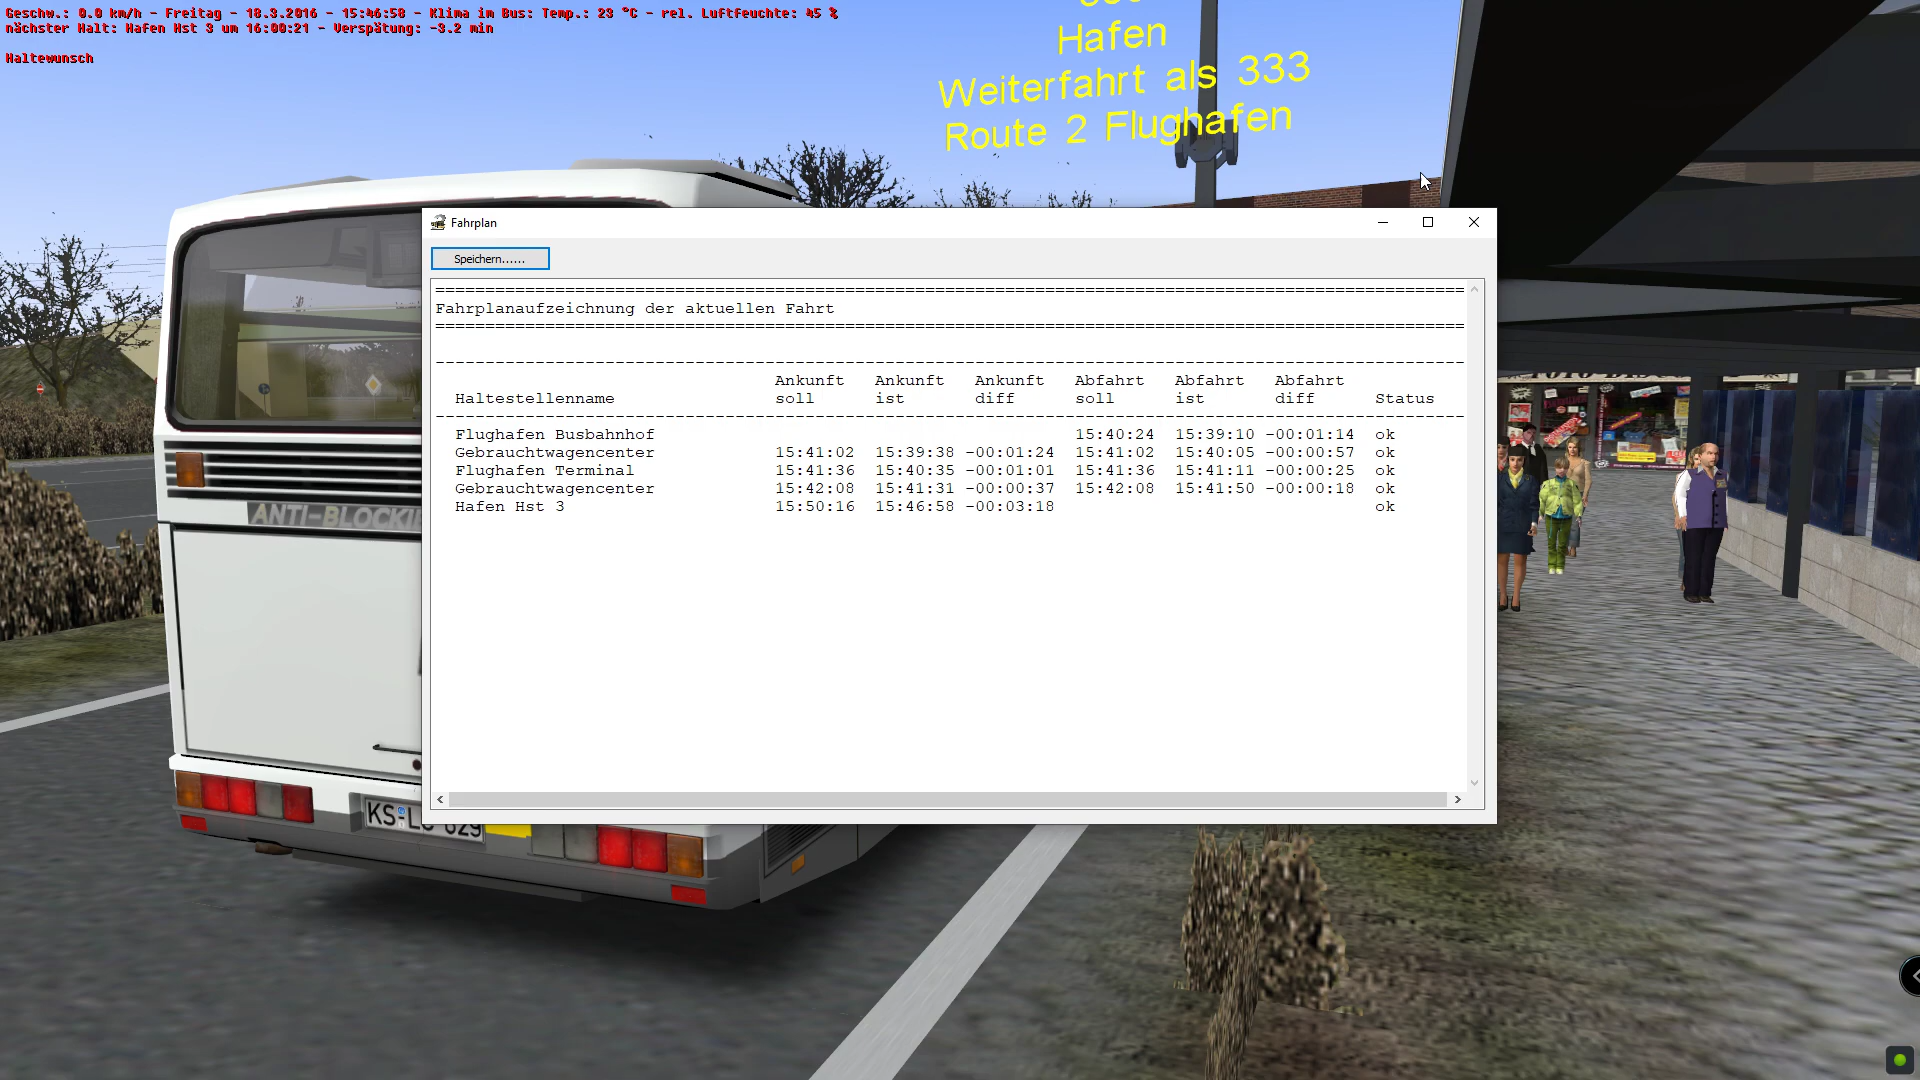 Geschw.: 0.0 km/h - Freitag - 18.3.2016 - 15:46:58 - Klima im Bus: Temp.: 23 °C - rel. Luftfeuchte: 45 %
nächster Halt: Hafen Hst 3 um 16:00:21 - Verspätung: -3.2 min
Haltewunsch
Hafen
Weiterfahrt als 333
Route 2 Flughafen
Fahrplan
Speichern......
Fahrplanaufzeichnung der aktuellen Fahrt
Ankunft Ankunft Ankunft Abfahrt Abfahrt Abfahrt
Haltestellenname soll ist diff soll ist diff Status
Flughafen Busbahnhof 15:40:24 15:39:10 -00:01:14 ok
Gebrauchtwagencenter 15:41:02 15:39:38 -00:01:24 15:41:02 15:40:05 -00:00:57 ok
Flughafen Terminal 15:41:36 15:40:35 -00:01:01 15:41:36 15:41:11 -00:00:25 ok
Gebrauchtwagencenter 15:42:08 15:41:31 -00:00:37 15:42:08 15:41:50 -00:00:18 ok
Hafen Hst 3 15:50:16 15:46:58 -00:03:18 ok
ANTI-BLOCKI